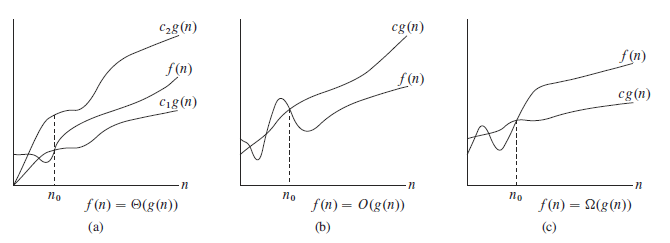 c₂g(n)
f(n)
c₁g(n)
n
n₀
f(n) = Θ(g(n))
(a)
cg(n)
f(n)
n
n₀
f(n) = O(g(n))
(b)
f(n)
cg(n)
n
n₀
f(n) = Ω(g(n))
(c)